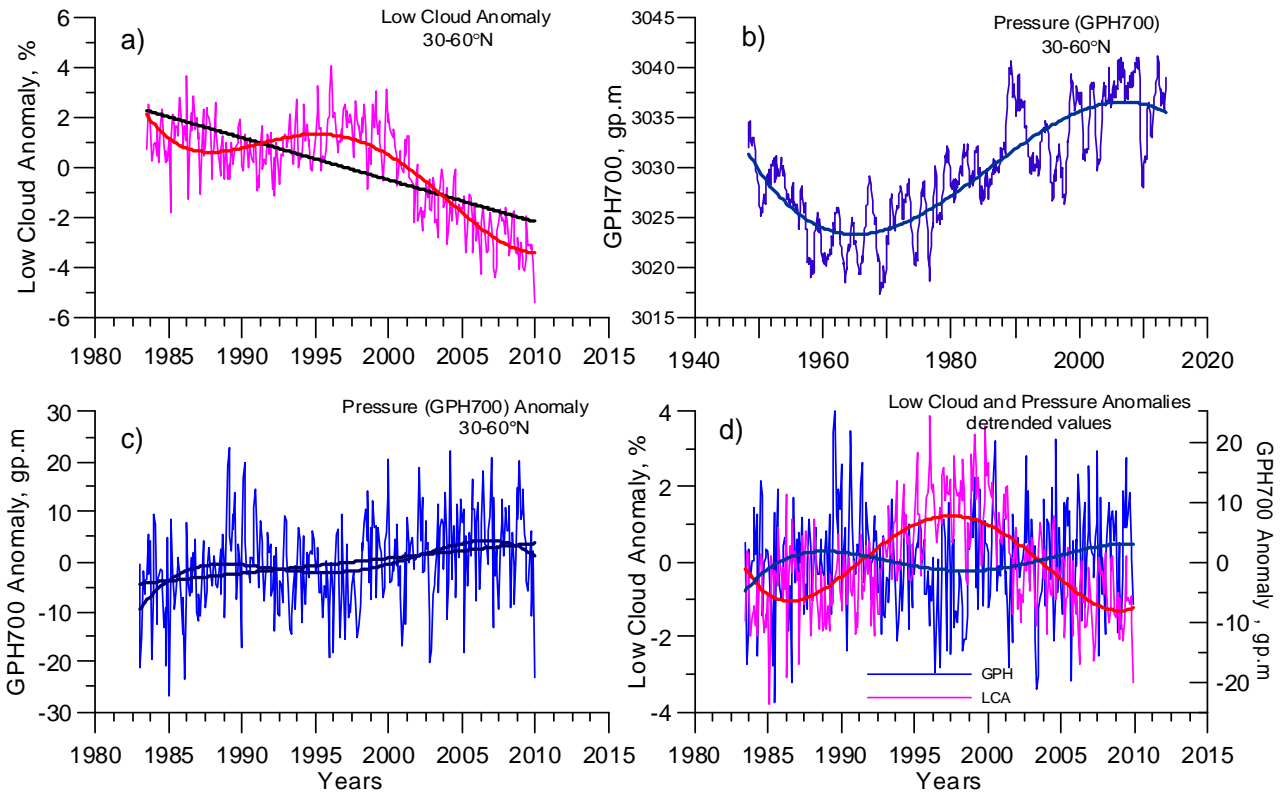 Low Cloud Anomaly
30-60°N
a)
Low Cloud Anomaly, %
6
4
2
0
-2
-4
-6
1980 1985 1990 1995 2000 2005 2010 2015
Pressure (GPH700)
30-60°N
b)
GPH700, gp.m
3045
3040
3035
3030
3025
3020
3015
1940 1960 1980 2000 2020
Pressure (GPH700) Anomaly
30-60°N
c)
GPH700 Anomaly, gp.m
30
20
10
0
-10
-20
-30
1980 1985 1990 1995 2000 2005 2010 2015
Years
Low Cloud and Pressure Anomalies
detrended values
d)
Low Cloud Anomaly, %
4
2
0
-2
-4
GPH700 Anomaly , gp.m
20
10
0
-10
-20
GPH
LCA
1980 1985 1990 1995 2000 2005 2010 2015
Years